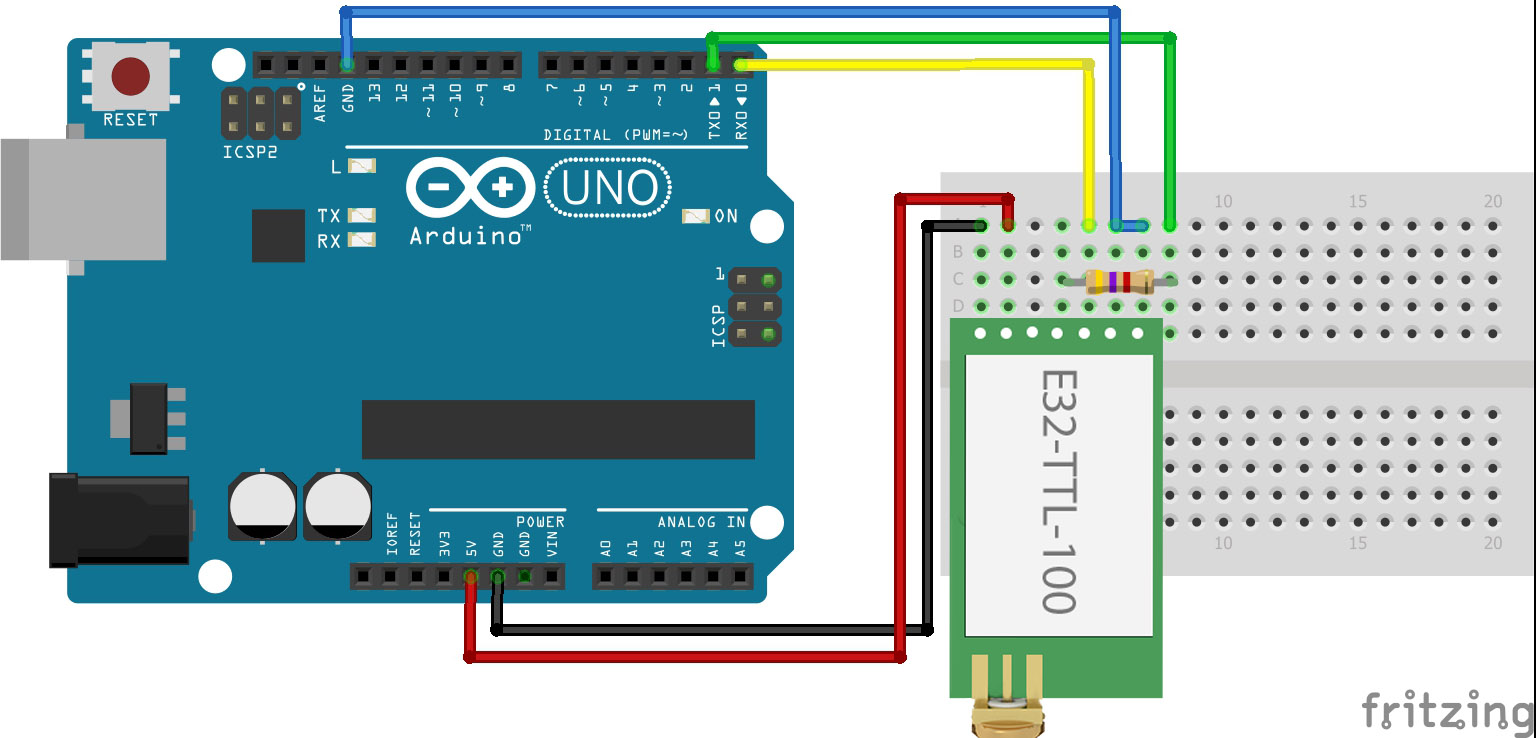 RESET
ICSP2
AREF
GND
13
12
~11
~10
~9
8
7
~6
~5
4
~3
2
TX0▶1
RX0◀0
DIGITAL (PWM=~)
L
TX
RX
UNO
Arduino™
ON
1
ICSP
IOREF
RESET
3V3
5V
GND
GND
VIN
POWER
ANALOG IN
A0
A1
A2
A3
A4
A5
10
15
20
B
C
D
E32-TTL-100
10
15
20
fritzing